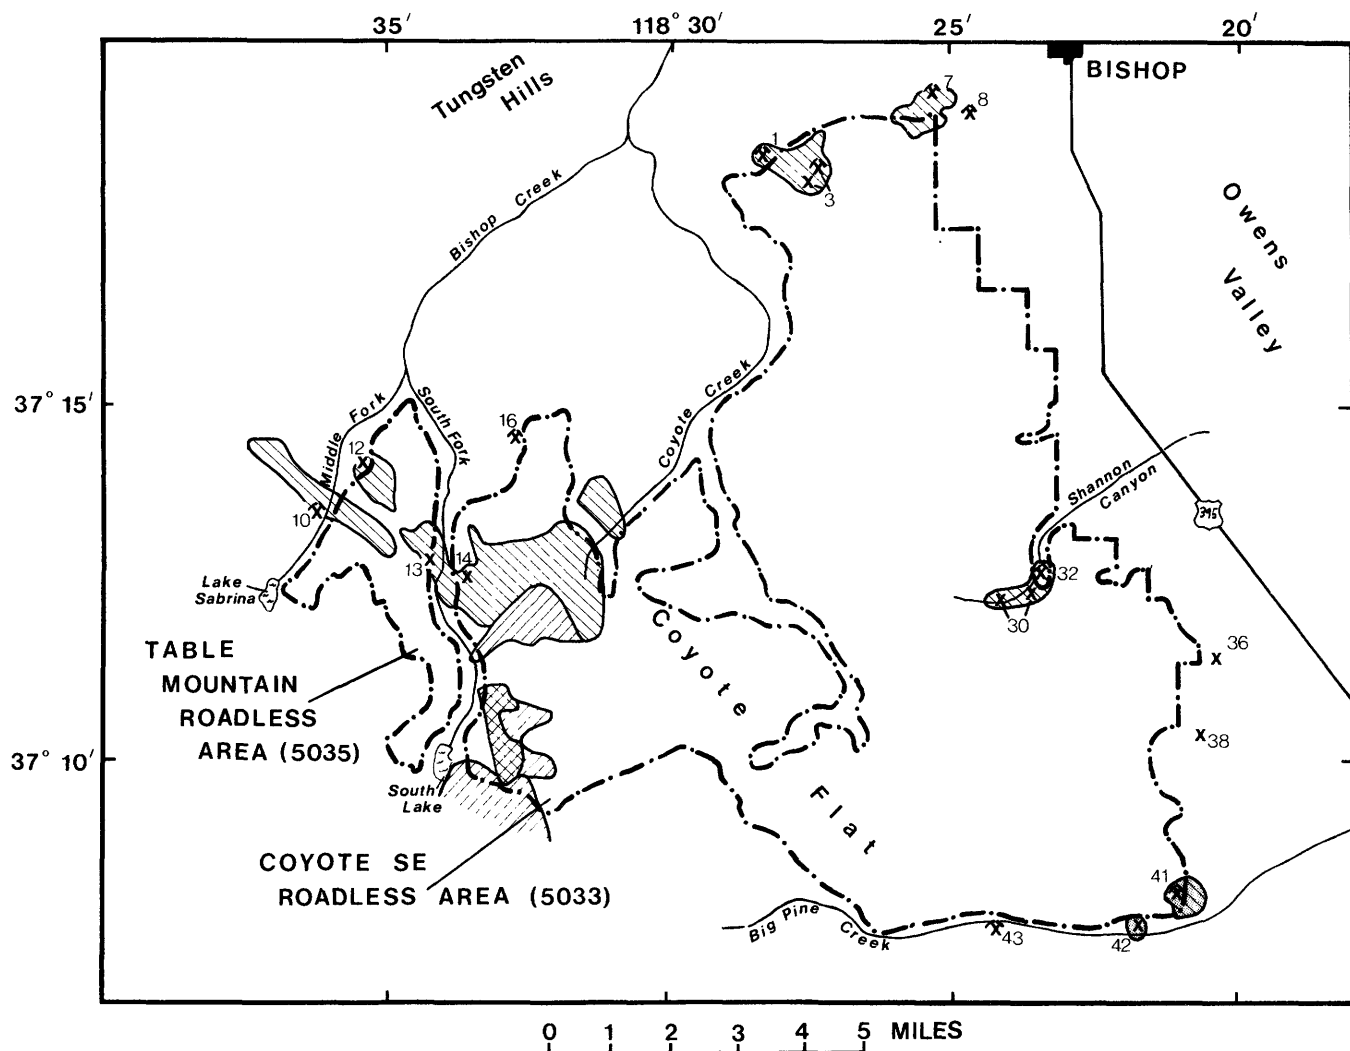 35′
118° 30′
25′
20′
BISHOP
Tungsten
Hills
7
8
1
3
Owens
Valley
Bishop Creek
Coyote Creek
37° 15′
Middle Fork
South Fork
16
12
10
13
14
395
Shannon
Canyon
32
30
Lake
Sabrina
36
38
TABLE
MOUNTAIN
ROADLESS
AREA (5035)
Coyote
Flat
37° 10′
South
Lake
COYOTE SE
ROADLESS AREA (5033)
Big Pine
Creek
41
42
43
0 1 2 3 4 5 MILES